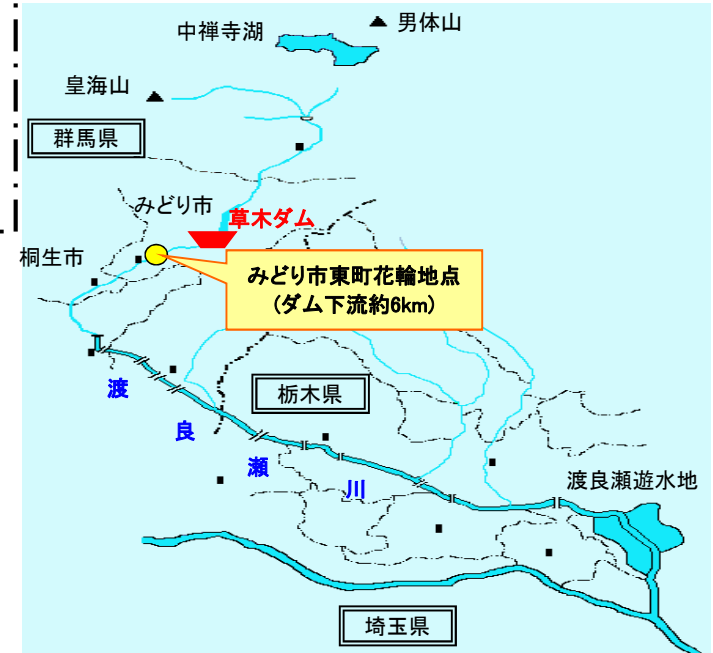 男体山
中禅寺湖
皇海山
群馬県
みどり市
草木ダム
桐生市
みどり市東町花輪地点
(ダム下流約6km)
渡良瀬川
栃木県
渡良瀬遊水地
埼玉県